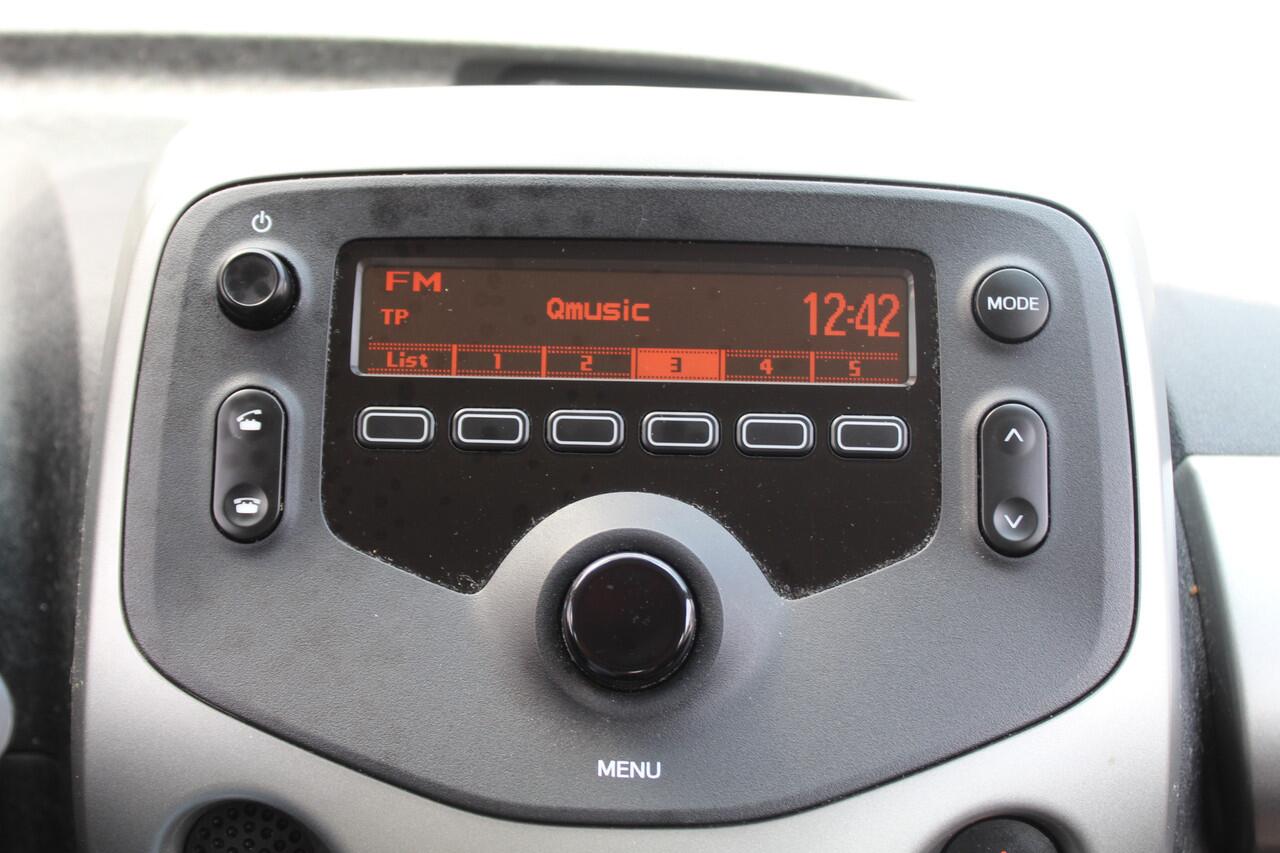 FM
TP
Qmusic
12:42
List 1 2 3 4 5
MODE
MENU